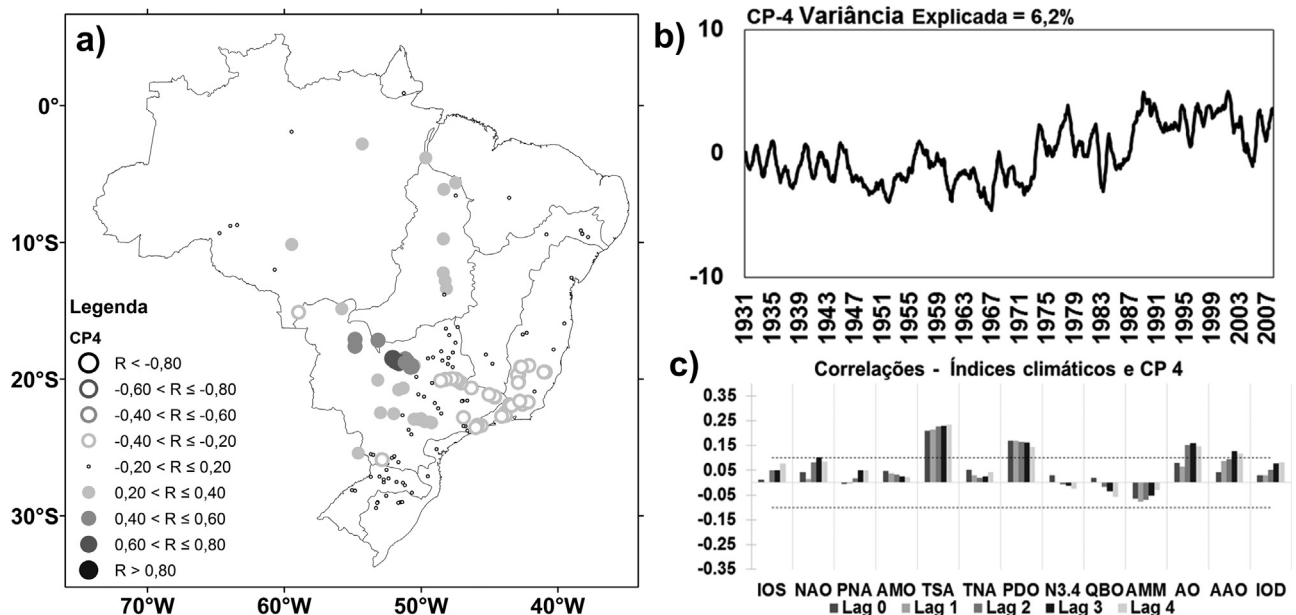 a)
0°
10°S
20°S
30°S
70°W 60°W 50°W 40°W
Legenda
CP4
R < -0,80
-0,60 < R ≤ -0,80
-0,40 < R ≤ -0,60
-0,40 < R ≤ -0,20
-0,20 < R ≤ 0,20
0,20 < R ≤ 0,40
0,40 < R ≤ 0,60
0,60 < R ≤ 0,80
R > 0,80
b)
CP-4 Variância Explicada = 6,2%
10
0
-10
1931 1935 1939 1943 1947 1951 1955 1959 1963 1967 1971 1975 1979 1983 1987 1991 1995 1999 2003 2007
c)
Correlações - Índices climáticos e CP 4
0.35
0.25
0.15
0.05
-0.05
-0.15
-0.25
-0.35
IOS NAO PNA AMO TSA TNA PDO N3.4 QBO AMM AO AAO IOD
Lag 0 Lag 1 Lag 2 Lag 3 Lag 4